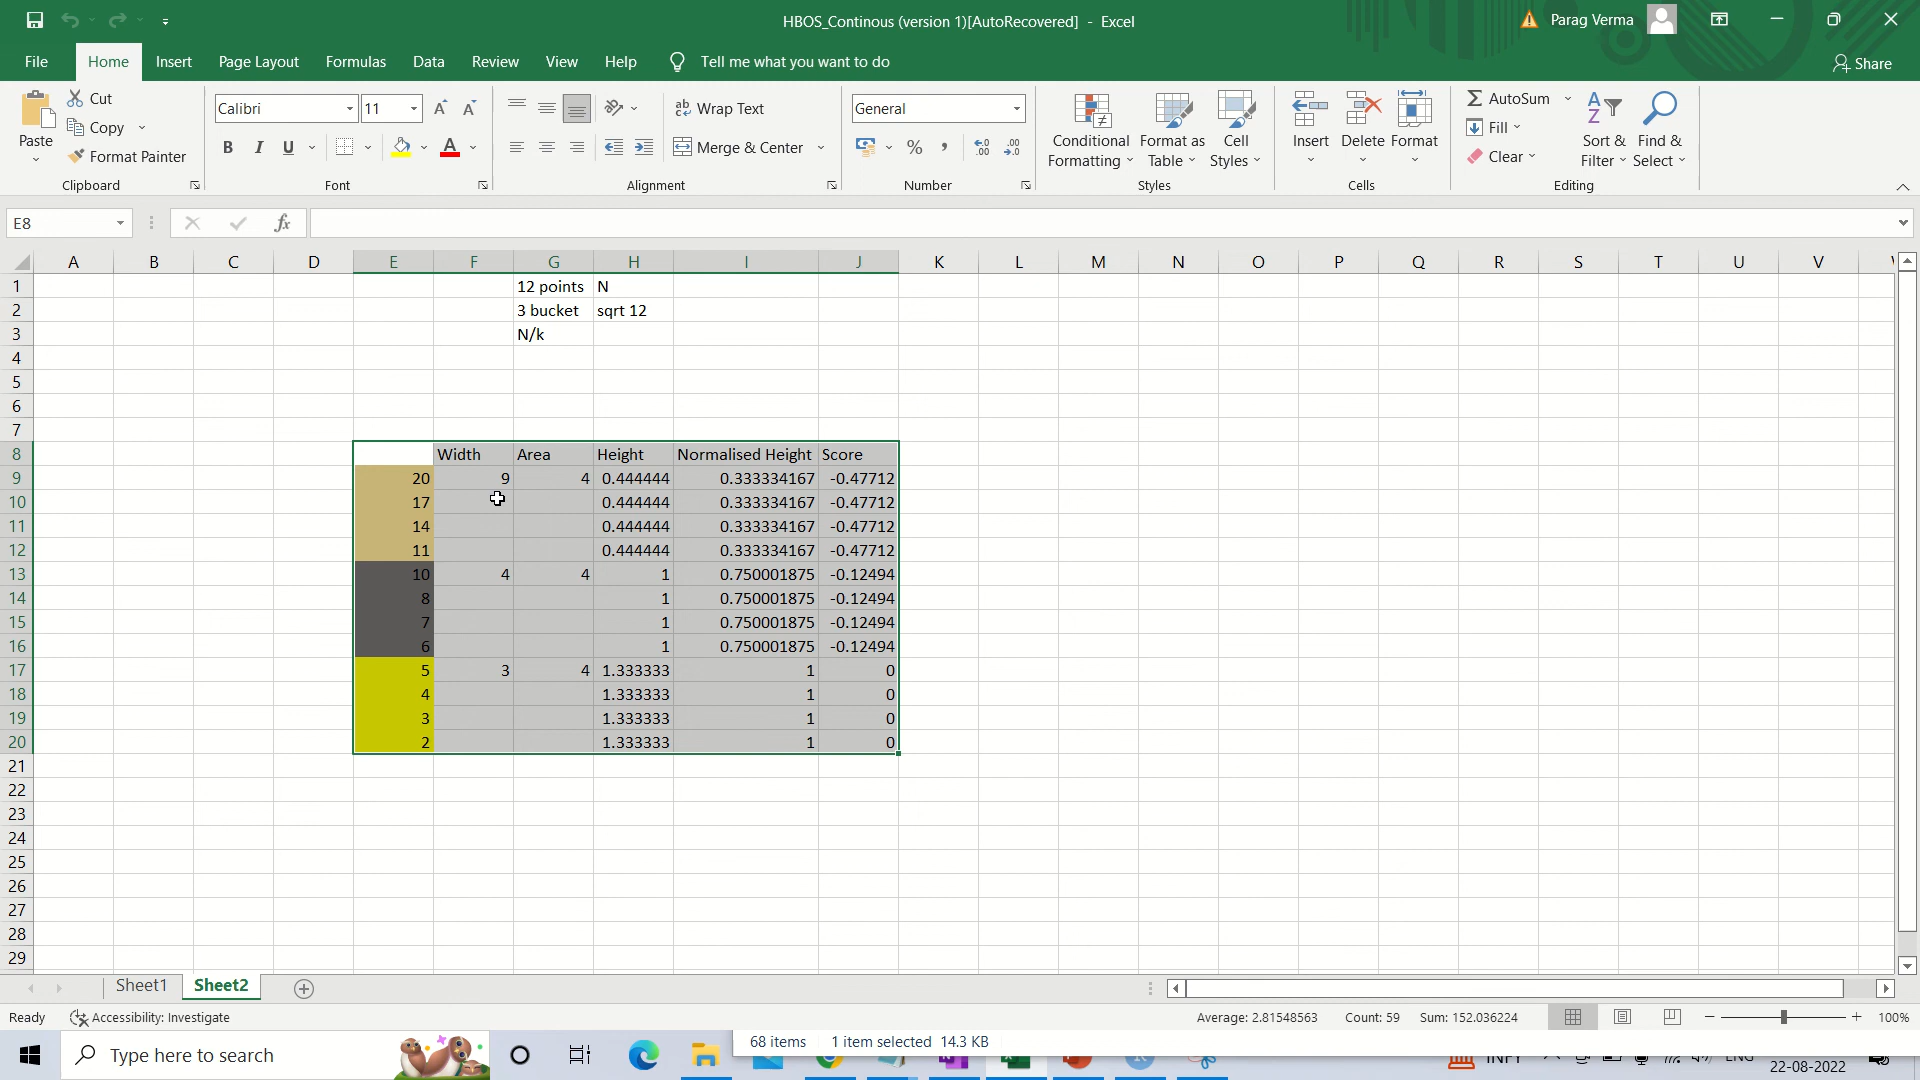 HBOS_Continous (version 1)[AutoRecovered] - Excel
Parag Verma
File Home Insert Page Layout Formulas Data Review View Help Tell me what you want to do Share
Paste Cut Copy Format Painter Clipboard
Calibri 11 A A B I U A Font
ab Wrap Text Merge & Center Alignment
General % , Number
Conditional Formatting Format as Table Cell Styles Styles
Insert Delete Format Cells
AutoSum Fill Clear Sort & Filter Find & Select Editing
E8 fx
A B C D E F G H I J K L M N O P Q R S T U V
1 12 points N
2 3 bucket sqrt 12
3 N/k
4
5
6
7
8 Width Area Height Normalised Height Score
9 20 9 4 0.444444 0.333334167 -0.47712
10 17 0.444444 0.333334167 -0.47712
11 14 0.444444 0.333334167 -0.47712
12 11 0.444444 0.333334167 -0.47712
13 10 4 4 1 0.750001875 -0.12494
14 8 1 0.750001875 -0.12494
15 7 1 0.750001875 -0.12494
16 6 1 0.750001875 -0.12494
17 5 3 4 1.333333 1 0
18 4 1.333333 1 0
19 3 1.333333 1 0
20 2 1.333333 1 0
21
22
23
24
25
26
27
28
29
Sheet1 Sheet2
Ready Accessibility: Investigate Average: 2.81548563 Count: 59 Sum: 152.036224 100%
68 items 1 item selected 14.3 KB
Type here to search INFY ENG
22-08-2022